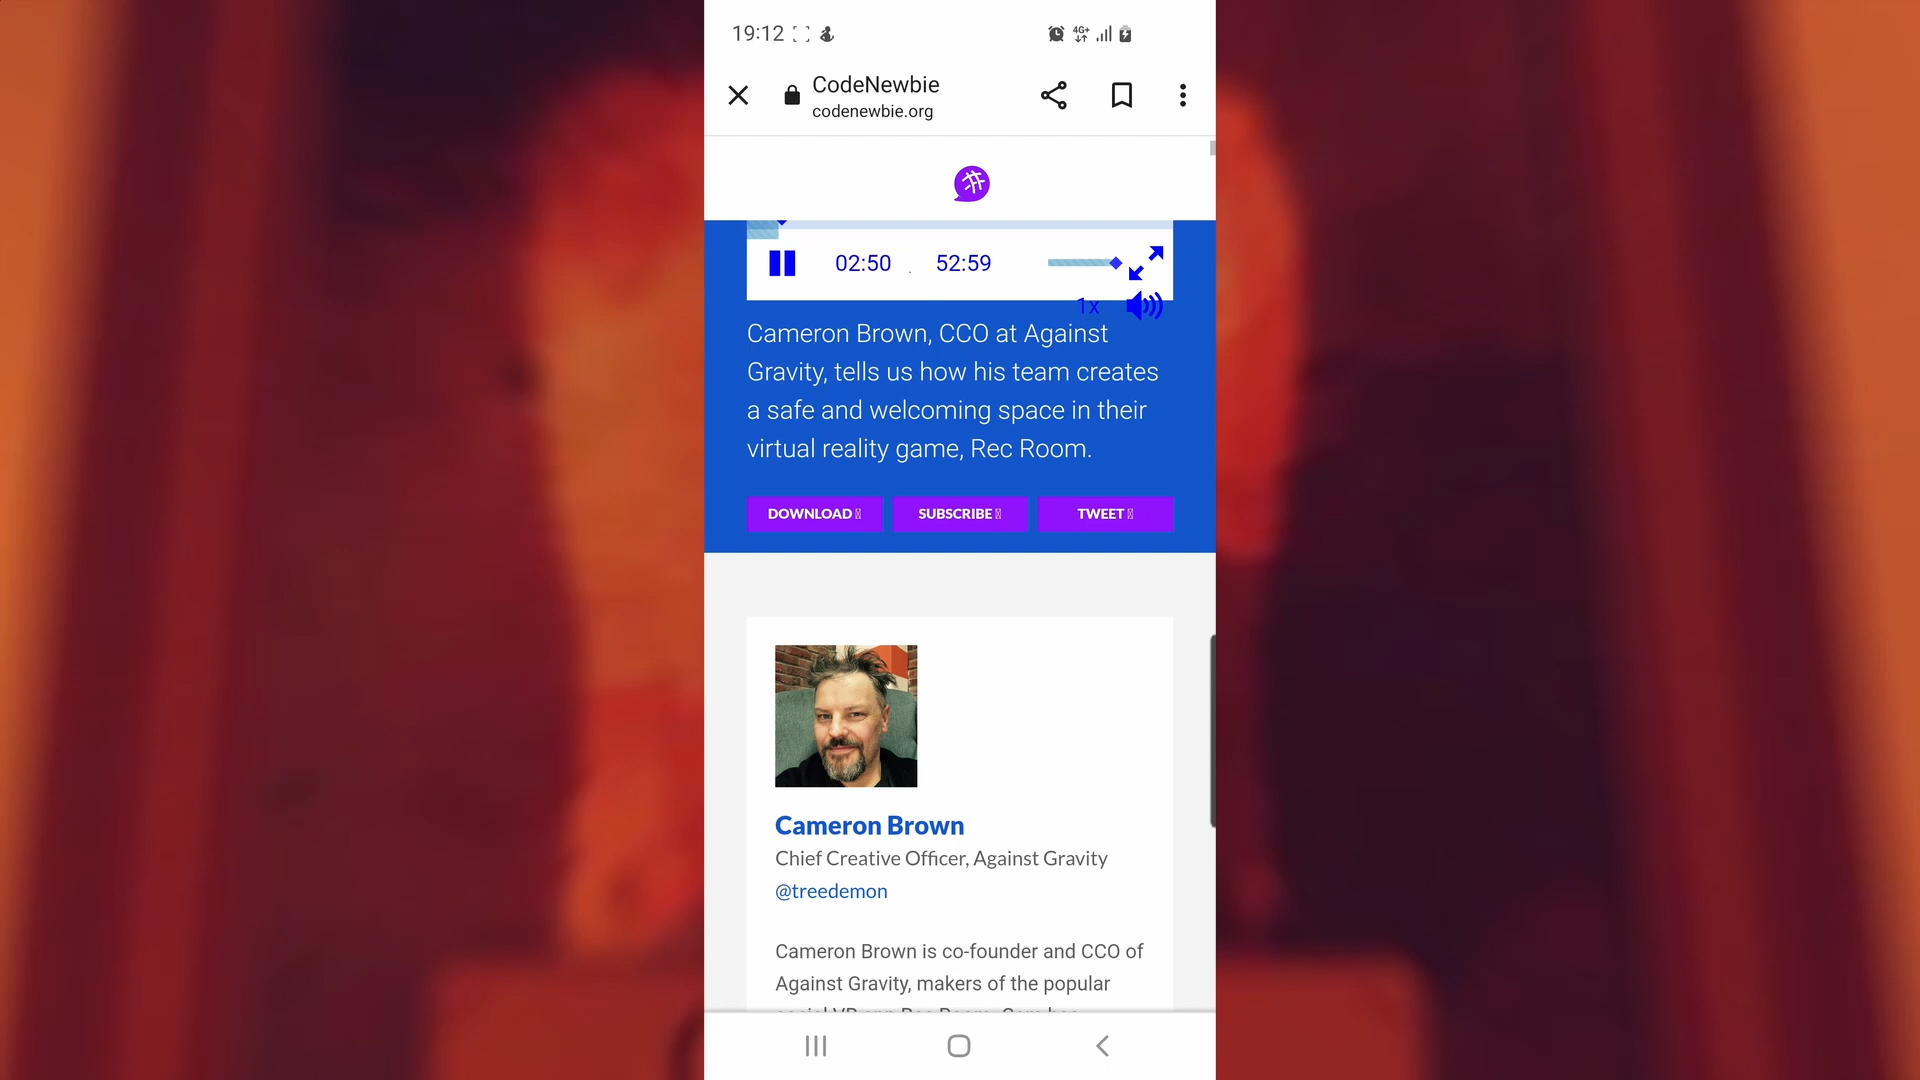 19:12
4G+
CodeNewbie
codenewbie.org
02:50 52:59
1x
Cameron Brown, CCO at Against
Gravity, tells us how his team creates
a safe and welcoming space in their
virtual reality game, Rec Room.
DOWNLOAD SUBSCRIBE TWEET
Cameron Brown
Chief Creative Officer, Against Gravity
@treedemon
Cameron Brown is co-founder and CCO of
Against Gravity, makers of the popular